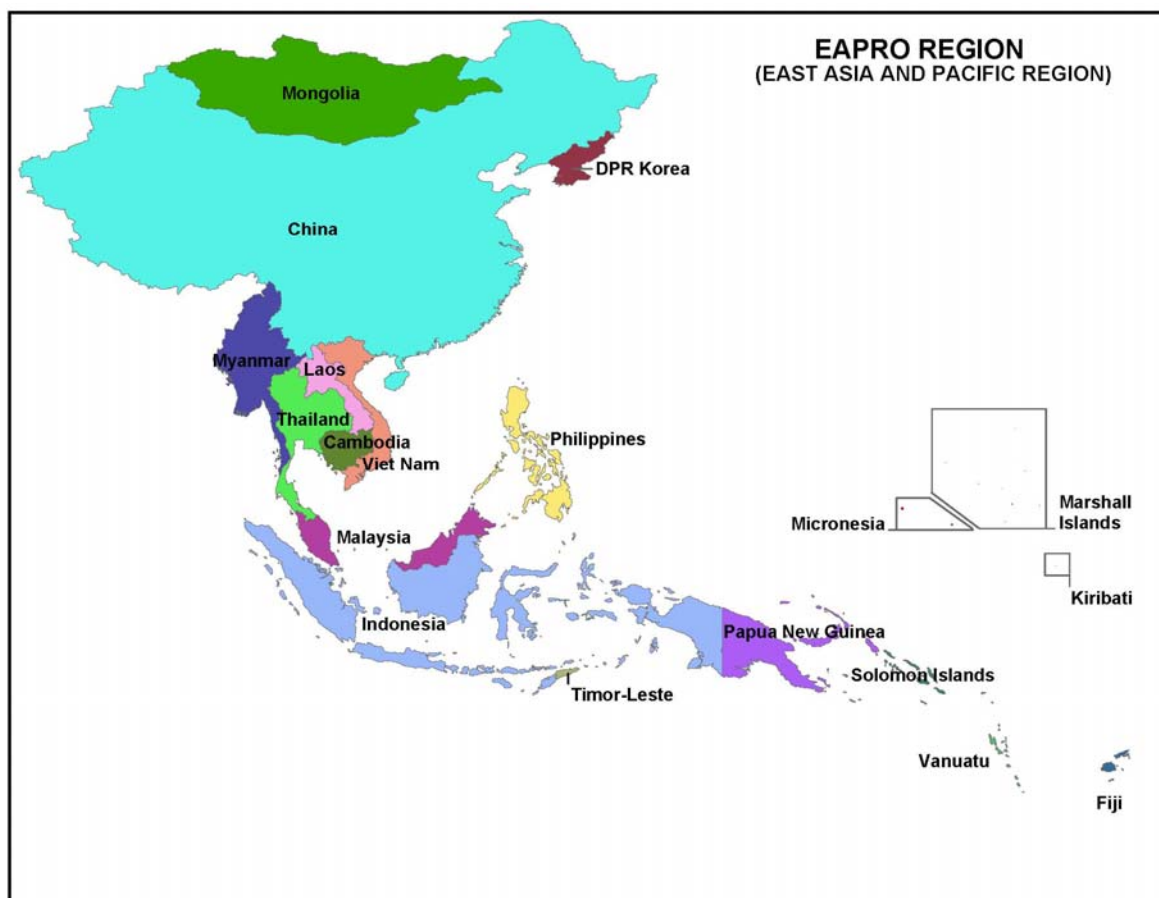 EAPRO REGION
(EAST ASIA AND PACIFIC REGION)
Mongolia
DPR Korea
China
Myanmar
Laos
Thailand
Cambodia
Viet Nam
Philippines
Malaysia
Micronesia
Marshall
Islands
Kiribati
Indonesia
Papua New Guinea
Solomon Islands
Timor-Leste
Vanuatu
Fiji